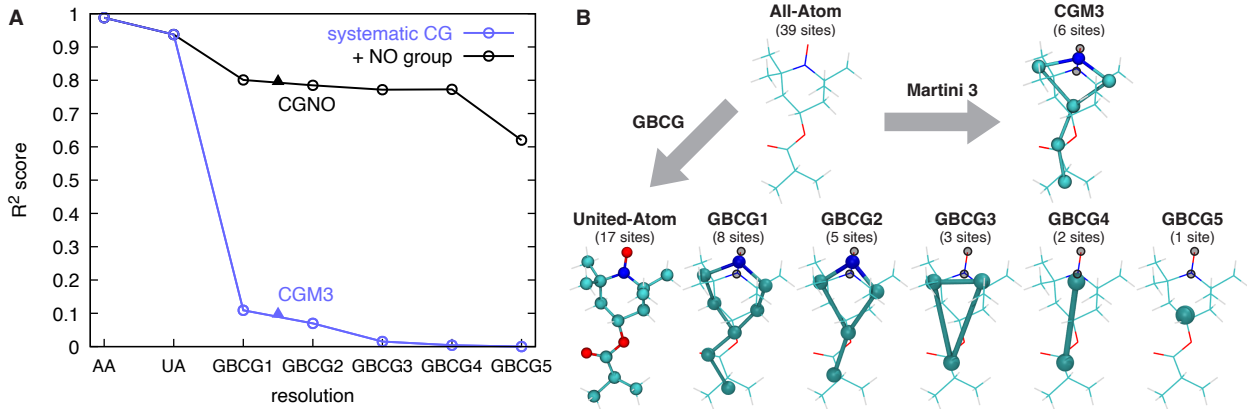 A
R² score
1
0.9
0.8
0.7
0.6
0.5
0.4
0.3
0.2
0.1
0
systematic CG
+ NO group
CGNO
CGM3
AA
UA
GBCG1
GBCG2
GBCG3
GBCG4
GBCG5
resolution
B
All-Atom
(39 sites)
CGM3
(6 sites)
GBCG
Martini 3
United-Atom
(17 sites)
GBCG1
(8 sites)
GBCG2
(5 sites)
GBCG3
(3 sites)
GBCG4
(2 sites)
GBCG5
(1 site)